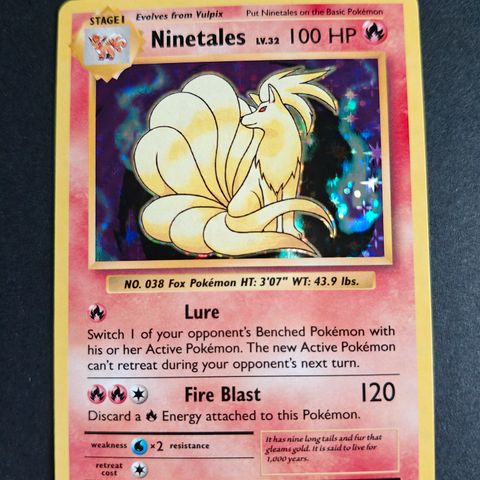 STAGE 1 Evolves from Vulpix Put Ninetales on the Basic Pokémon
Ninetales LV.32 100 HP
NO. 038 Fox Pokémon HT: 3'07" WT: 43.9 lbs.
Lure
Switch 1 of your opponent's Benched Pokémon with
his or her Active Pokémon. The new Active Pokémon
can't retreat during your opponent's next turn.
Fire Blast 120
Discard a Energy attached to this Pokémon.
weakness ×2 resistance
retreat
cost
It has nine long tails and fur that
gleams gold. It is said to live for
1,000 years.